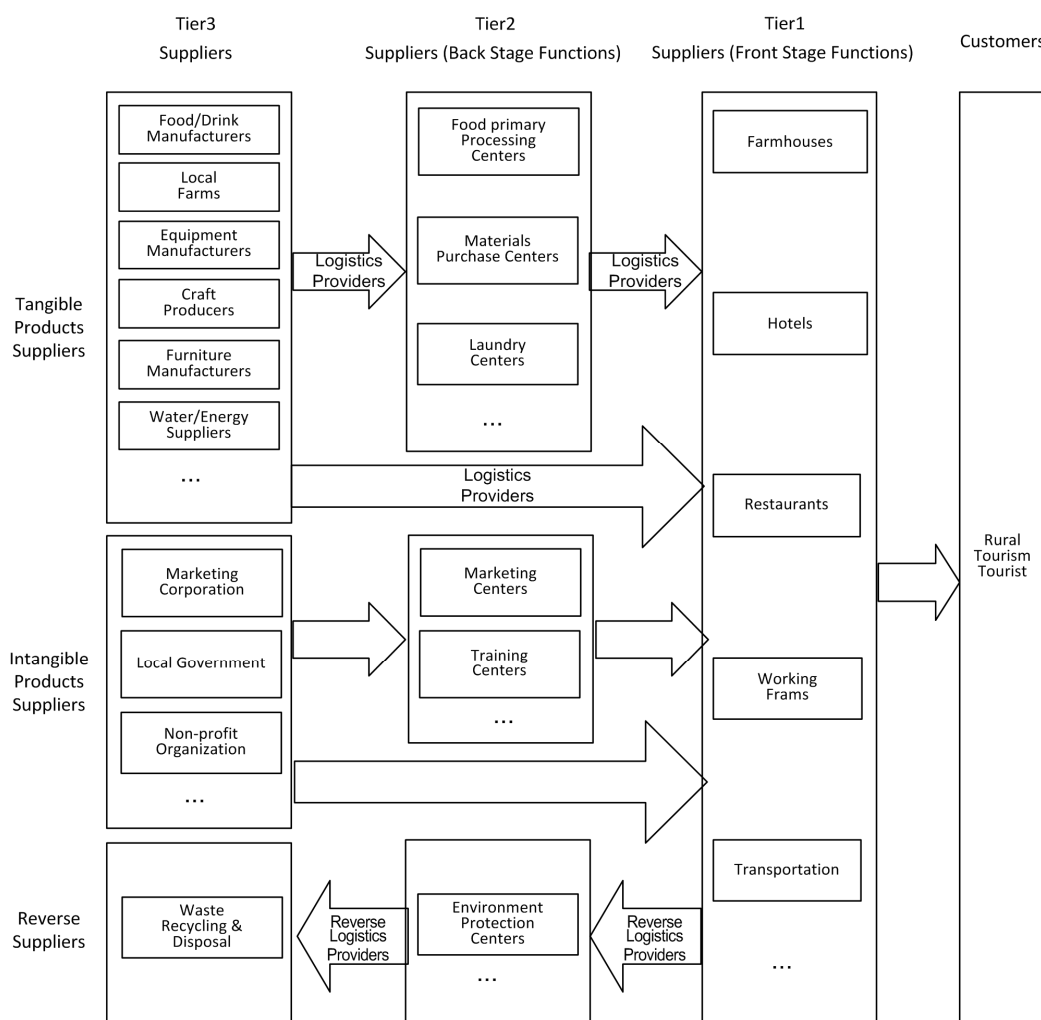 Tier3
Suppliers
Tier2
Suppliers (Back Stage Functions)
Tier1
Suppliers (Front Stage Functions)
Customers
Tangible
Products
Suppliers
Food/Drink
Manufacturers
Local
Farms
Equipment
Manufacturers
Craft
Producers
Furniture
Manufacturers
Water/Energy
Suppliers
...
Logistics
Providers
Food primary
Processing
Centers
Materials
Purchase Centers
Laundry
Centers
...
Logistics
Providers
Logistics
Providers
Intangible
Products
Suppliers
Marketing
Corporation
Local Government
Non-profit
Organization
...
Marketing
Centers
Training
Centers
...
Reverse
Suppliers
Waste
Recycling &
Disposal
Reverse
Logistics
Providers
Environment
Protection
Centers
...
Reverse
Logistics
Providers
Farmhouses
Hotels
Restaurants
Working
Frams
Transportation
...
Rural
Tourism
Tourist